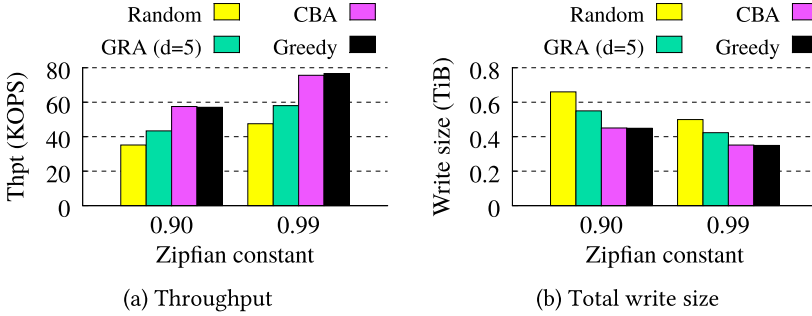 Random CBA
GRA (d=5) Greedy
80
60
40
20
0
Thpt (KOPS)
0.90 0.99
Zipfian constant
(a) Throughput
Random CBA
GRA (d=5) Greedy
0.8
0.6
0.4
0.2
0
Write size (TiB)
0.90 0.99
Zipfian constant
(b) Total write size